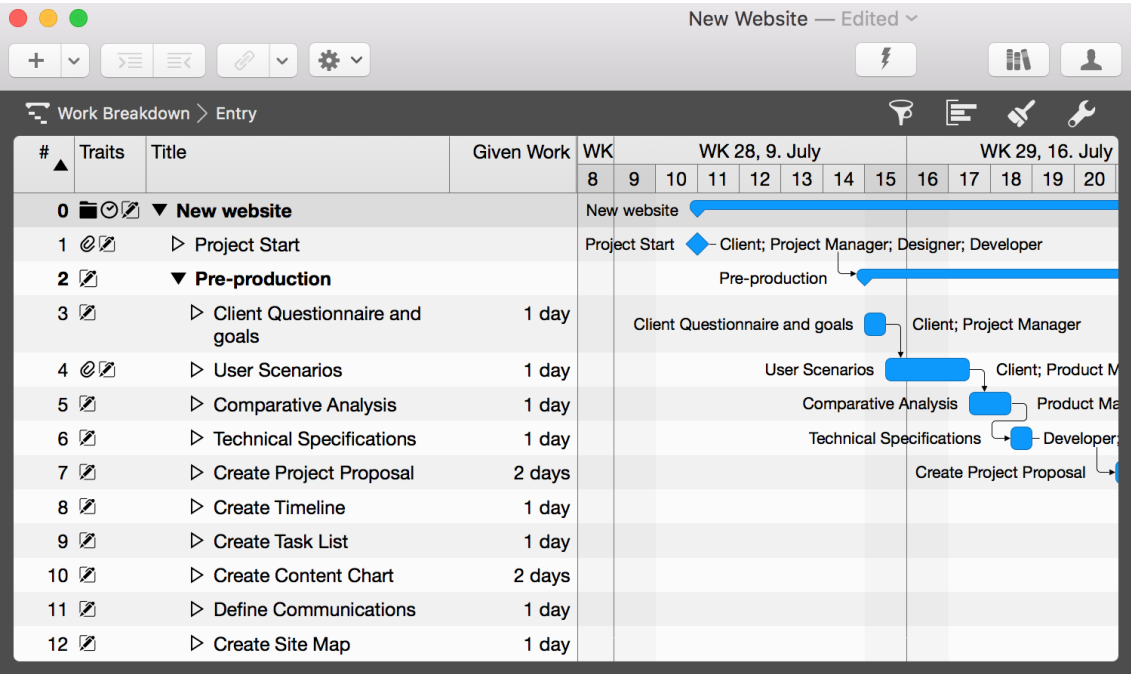 New Website — Edited
Work Breakdown > Entry
# Traits Title Given Work WK WK 28, 9. July WK 29, 16. July
8 9 10 11 12 13 14 15 16 17 18 19 20
0 New website New website
1 Project Start Project Start Client; Project Manager; Designer; Developer
2 Pre-production Pre-production
3 Client Questionnaire and 1 day Client Questionnaire and goals Client; Project Manager
goals
4 User Scenarios 1 day User Scenarios Client; Product M
5 Comparative Analysis 1 day Comparative Analysis Product Ma
6 Technical Specifications 1 day Technical Specifications Developer;
7 Create Project Proposal 2 days Create Project Proposal
8 Create Timeline 1 day
9 Create Task List 1 day
10 Create Content Chart 2 days
11 Define Communications 1 day
12 Create Site Map 1 day